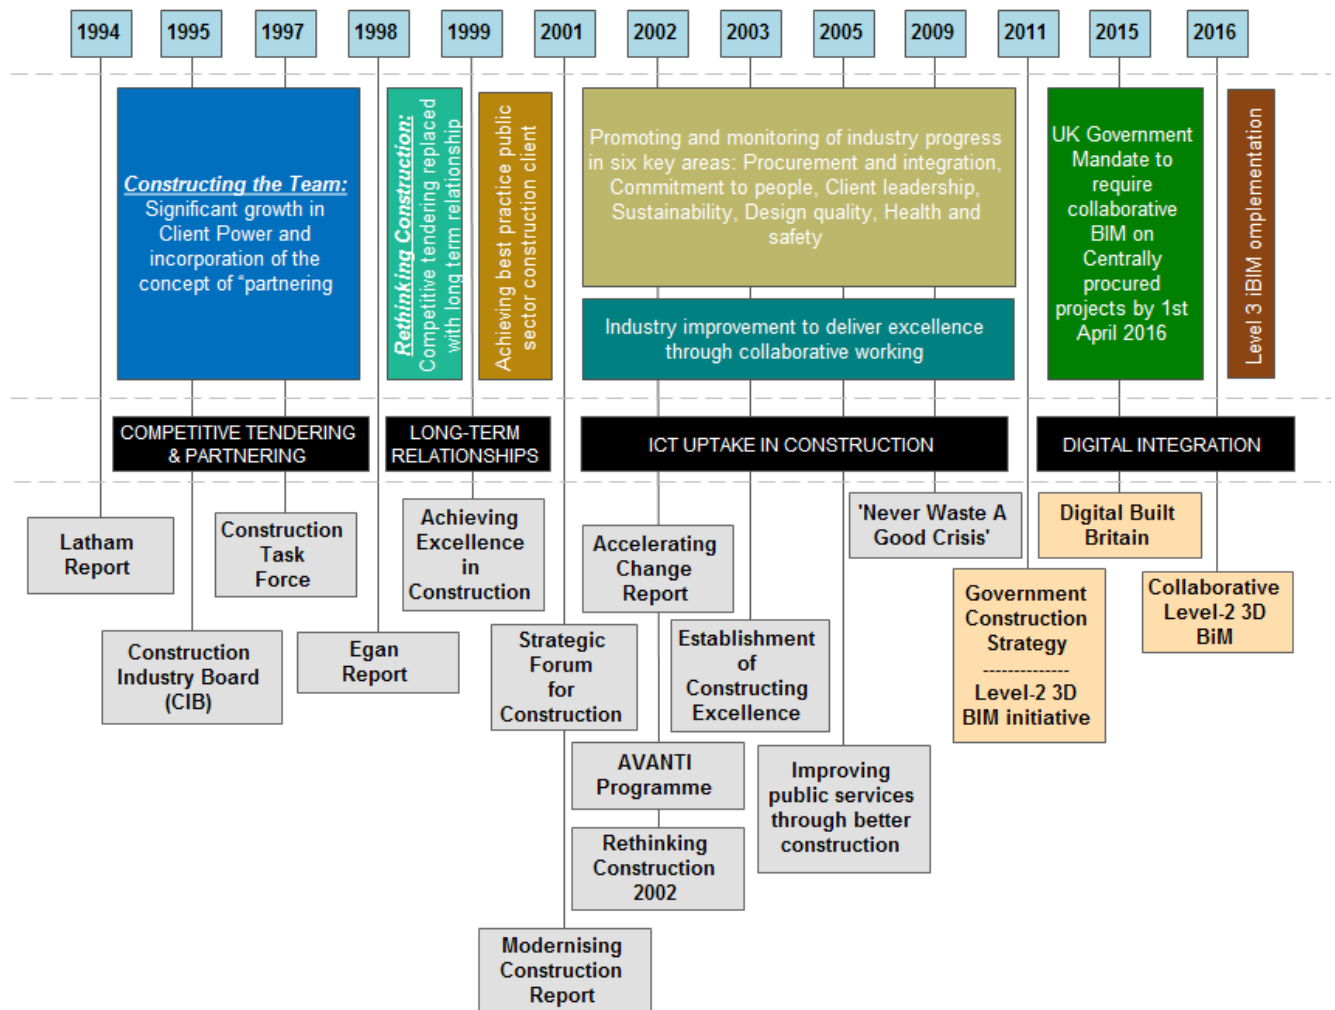 1994
1995
1997
1998
1999
2001
2002
2003
2005
2009
2011
2015
2016
Constructing the Team:
Significant growth in
Client Power and
incorporation of the
concept of “partnering
Rethinking Construction:
Competitive tendering replaced
with long term relationship
Achieving best practice public
sector construction client
Promoting and monitoring of industry progress
in six key areas: Procurement and integration,
Commitment to people, Client leadership,
Sustainability, Design quality, Health and
safety
Industry improvement to deliver excellence
through collaborative working
UK Government
Mandate to
require
collaborative
BIM on
Centrally
procured
projects by 1st
April 2016
Level 3 iBIM omplementation
COMPETITIVE TENDERING
& PARTNERING
LONG-TERM
RELATIONSHIPS
ICT UPTAKE IN CONSTRUCTION
DIGITAL INTEGRATION
Latham
Report
Construction
Industry Board
(CIB)
Construction
Task
Force
Egan
Report
Achieving
Excellence
in
Construction
Strategic
Forum
for
Construction
Modernising
Construction
Report
Accelerating
Change
Report
AVANTI
Programme
Rethinking
Construction
2002
Establishment
of
Constructing
Excellence
Improving
public services
through better
construction
'Never Waste A
Good Crisis'
Government
Construction
Strategy
--------------
Level-2 3D
BIM initiative
Digital Built
Britain
Collaborative
Level-2 3D
BiM